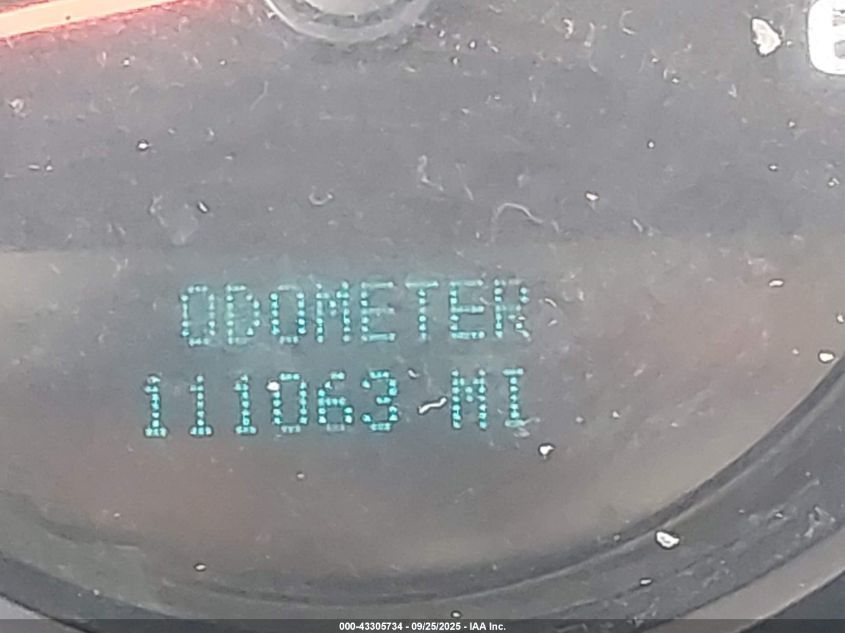 ODOMETER
111063 MI
000-43305734 - 09/25/2025 - IAA Inc.